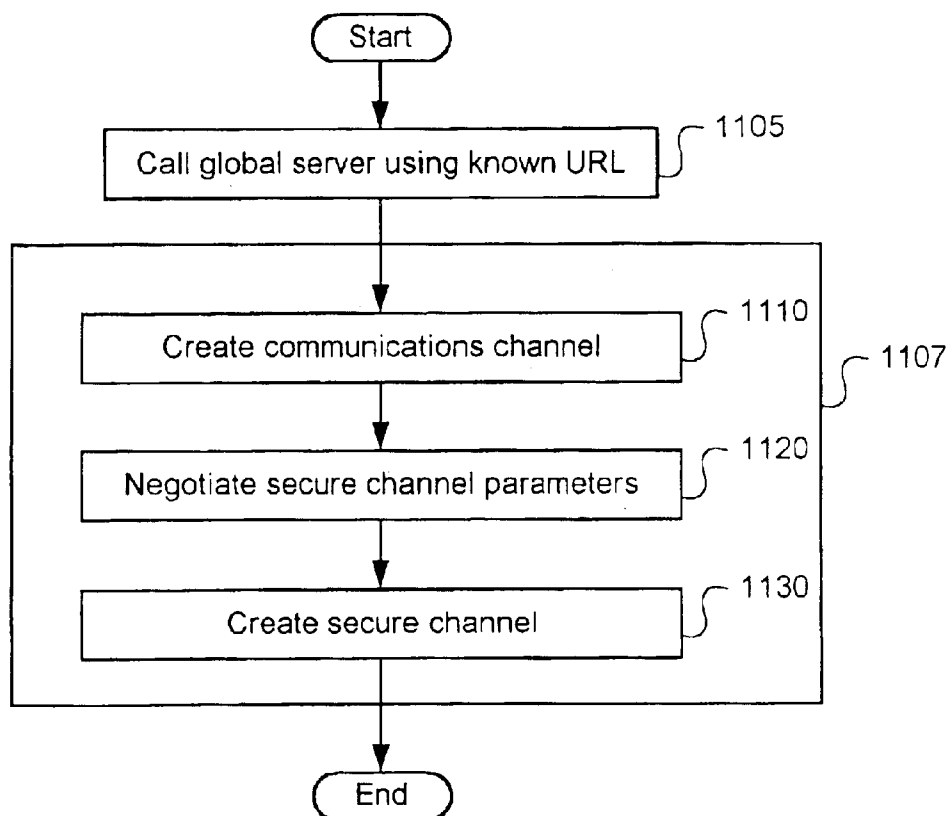 Start
Call global server using known URL
1105
Create communications channel
1110
1107
Negotiate secure channel parameters
1120
Create secure channel
1130
End